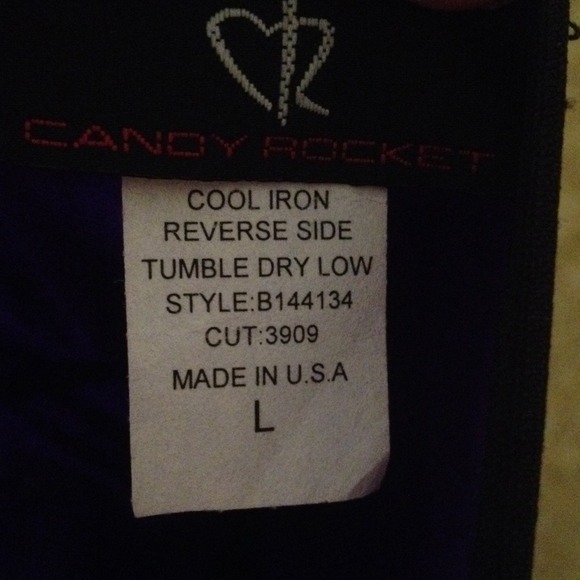 CANDY ROCKET
COOL IRON
REVERSE SIDE
TUMBLE DRY LOW
STYLE:B144134
CUT:3909
MADE IN U.S.A
L